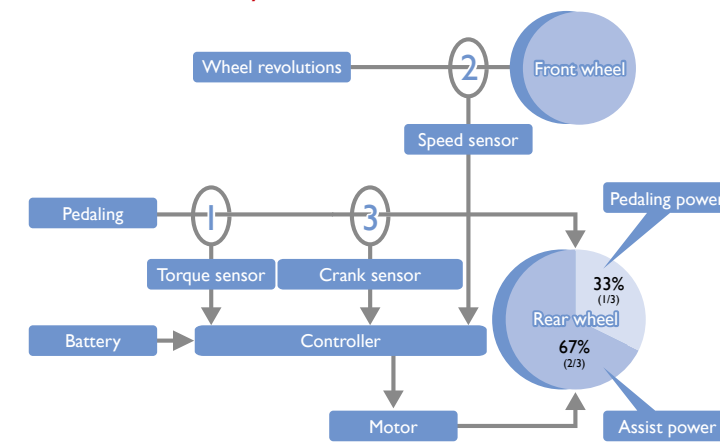 Wheel revolutions
2
Front wheel
Speed sensor
Pedaling
1
3
Pedaling power
Torque sensor
Crank sensor
33%
(1/3)
Rear wheel
67%
(2/3)
Battery
Controller
Motor
Assist power